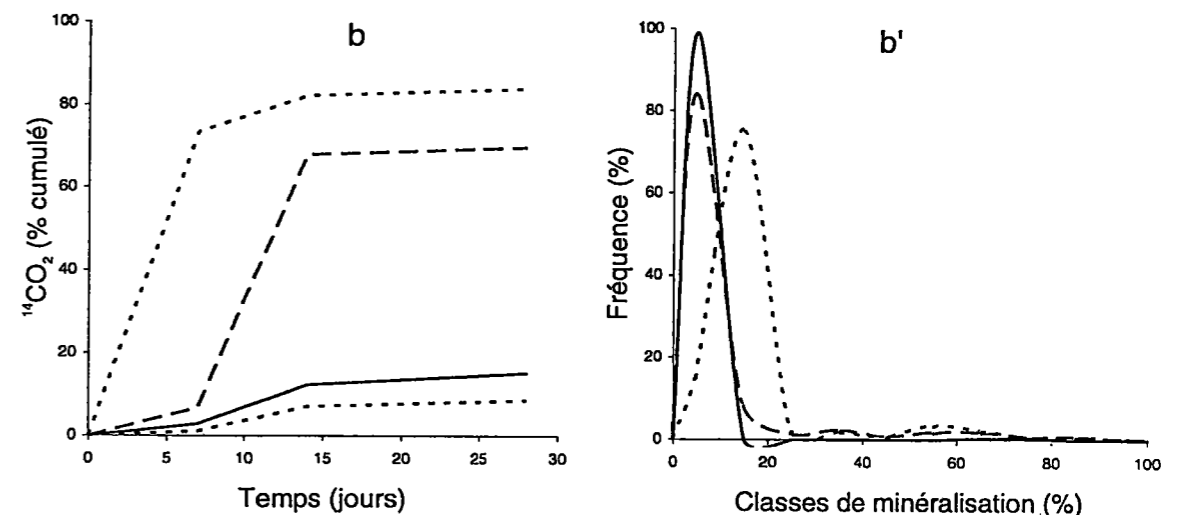 b
100
80
60
40
20
0
¹⁴CO₂ (% cumulé)
0 5 10 15 20 25 30
Temps (jours)
b'
100
80
60
40
20
0
Fréquence (%)
0 20 40 60 80 100
Classes de minéralisation (%)